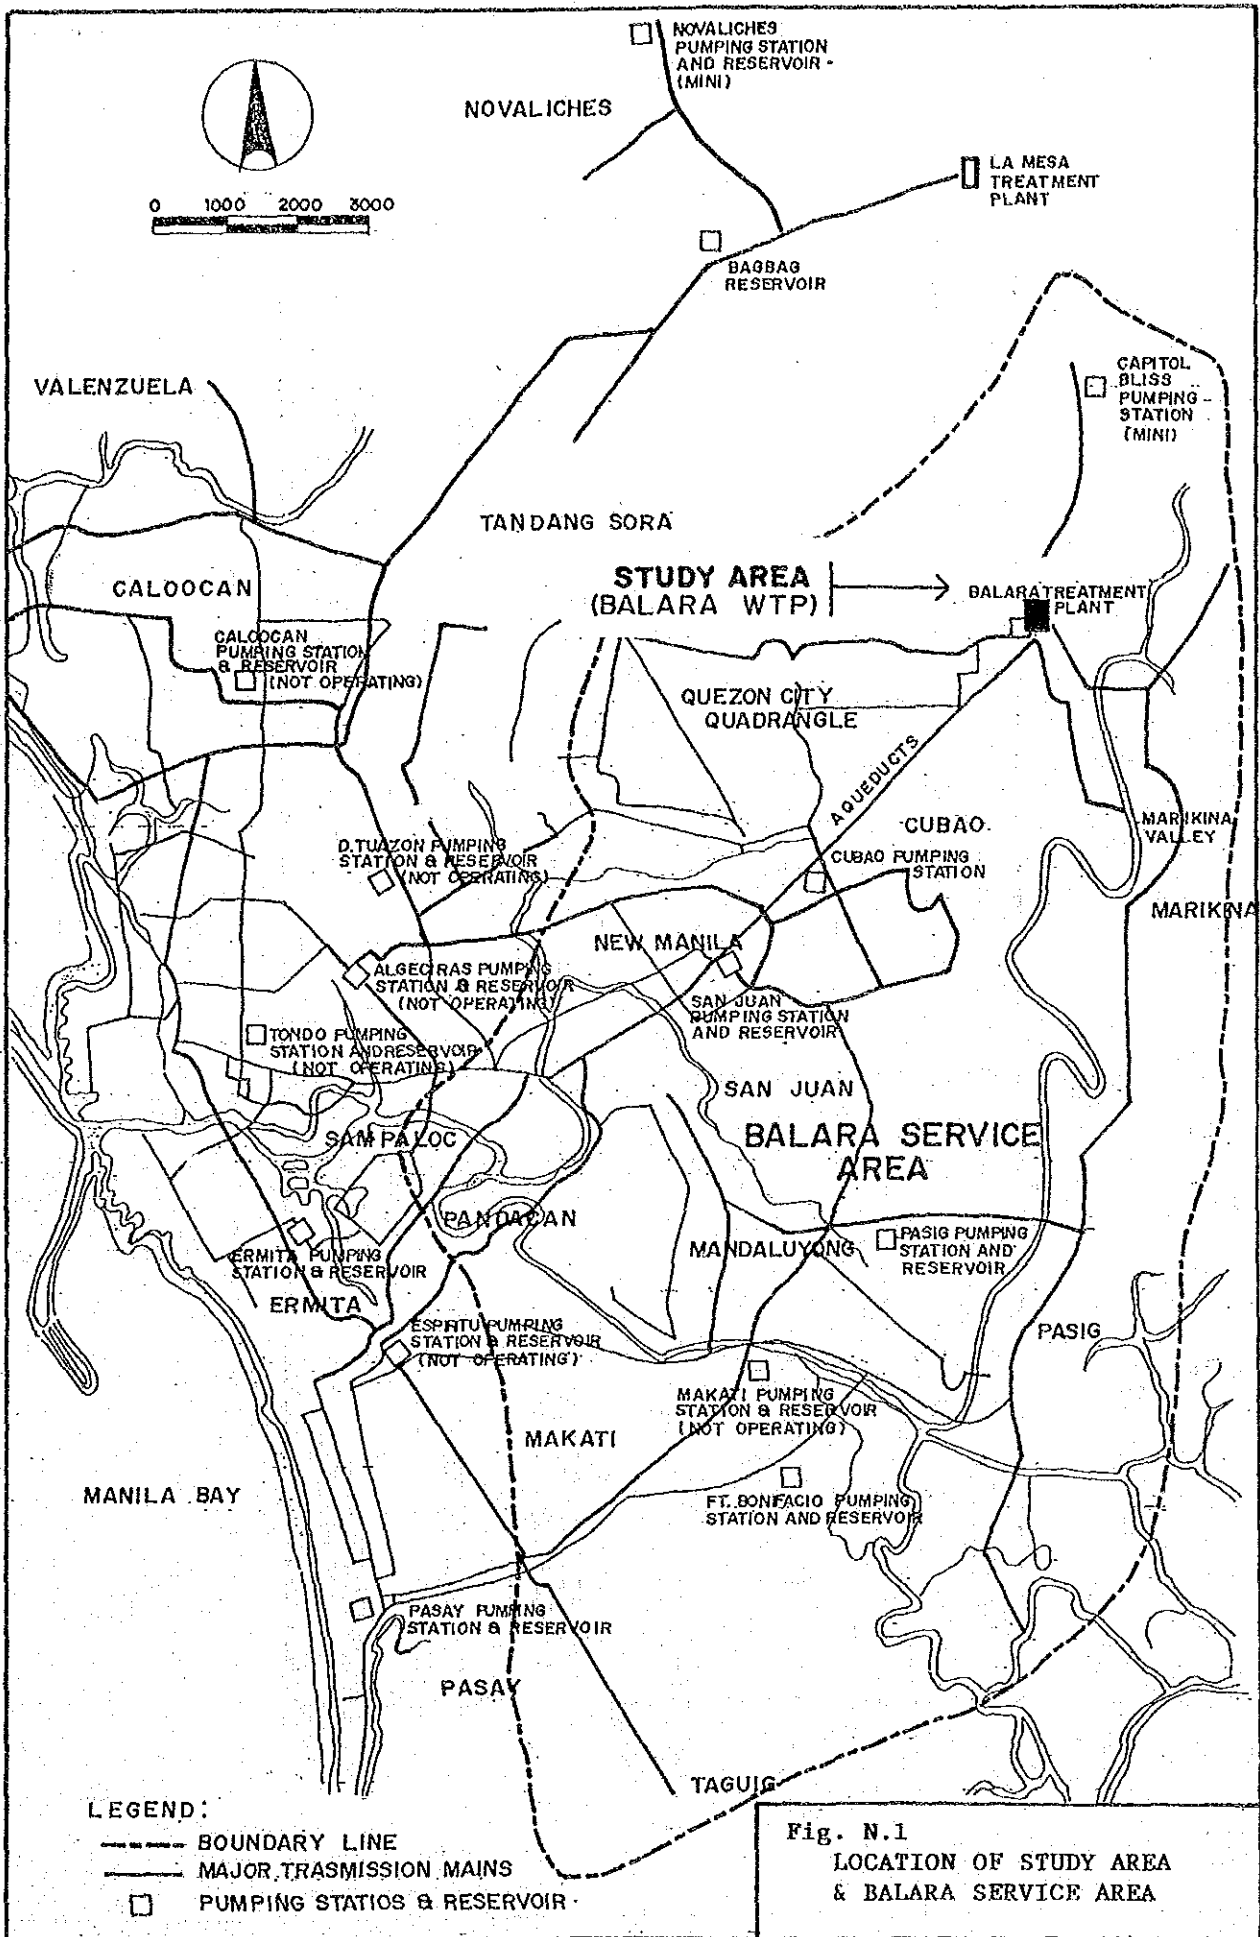 NOVALICHES
PUMPING STATION
AND RESERVOIR -
(MINI)
NOVALICHES
LA MESA
TREATMENT
PLANT
0 1000 2000 3000
BAGBAG
RESERVOIR
VALENZUELA
CAPITOL
BLISS
PUMPING -
STATION
(MINI)
TANDANG SORA
STUDY AREA
(BALARA WTP)
BALARA TREATMENT
PLANT
CALOOCAN
CALOOCAN
PUMPING STATION
& RESERVOIR
(NOT OPERATING)
QUEZON CITY
QUADRANGLE
AQUEDUCTS
CUBAO
MARIKINA
VALLEY
D.TUAZON PUMPING
STATION & RESERVOIR
(NOT OPERATING)
CUBAO PUMPING
STATION
MARIKINA
NEW MANILA
ALGECIRAS PUMPING
STATION & RESERVOIR
(NOT OPERATING)
SAN JUAN
PUMPING STATION
AND RESERVOIR
TONDO PUMPING
STATION AND RESERVOIR
(NOT OPERATING)
SAN JUAN
BALARA SERVICE
AREA
SAMPALOC
PANDACAN
MANDALUYONG
PASIG PUMPING
STATION AND
RESERVOIR
ERMITA PUMPING
STATION & RESERVOIR
ERMITA
ESPIRITU PUMPING
STATION & RESERVOIR
(NOT OPERATING)
PASIG
MAKATI PUMPING
STATION & RESERVOIR
(NOT OPERATING)
MAKATI
MANILA BAY
FT. BONIFACIO PUMPING
STATION AND RESERVOIR
PASAY PUMPING
STATION & RESERVOIR
PASAY
TAGUIG
LEGEND:
BOUNDARY LINE
MAJOR TRASMISSION MAINS
PUMPING STATIOS & RESERVOIR
Fig. N.1
LOCATION OF STUDY AREA
& BALARA SERVICE AREA